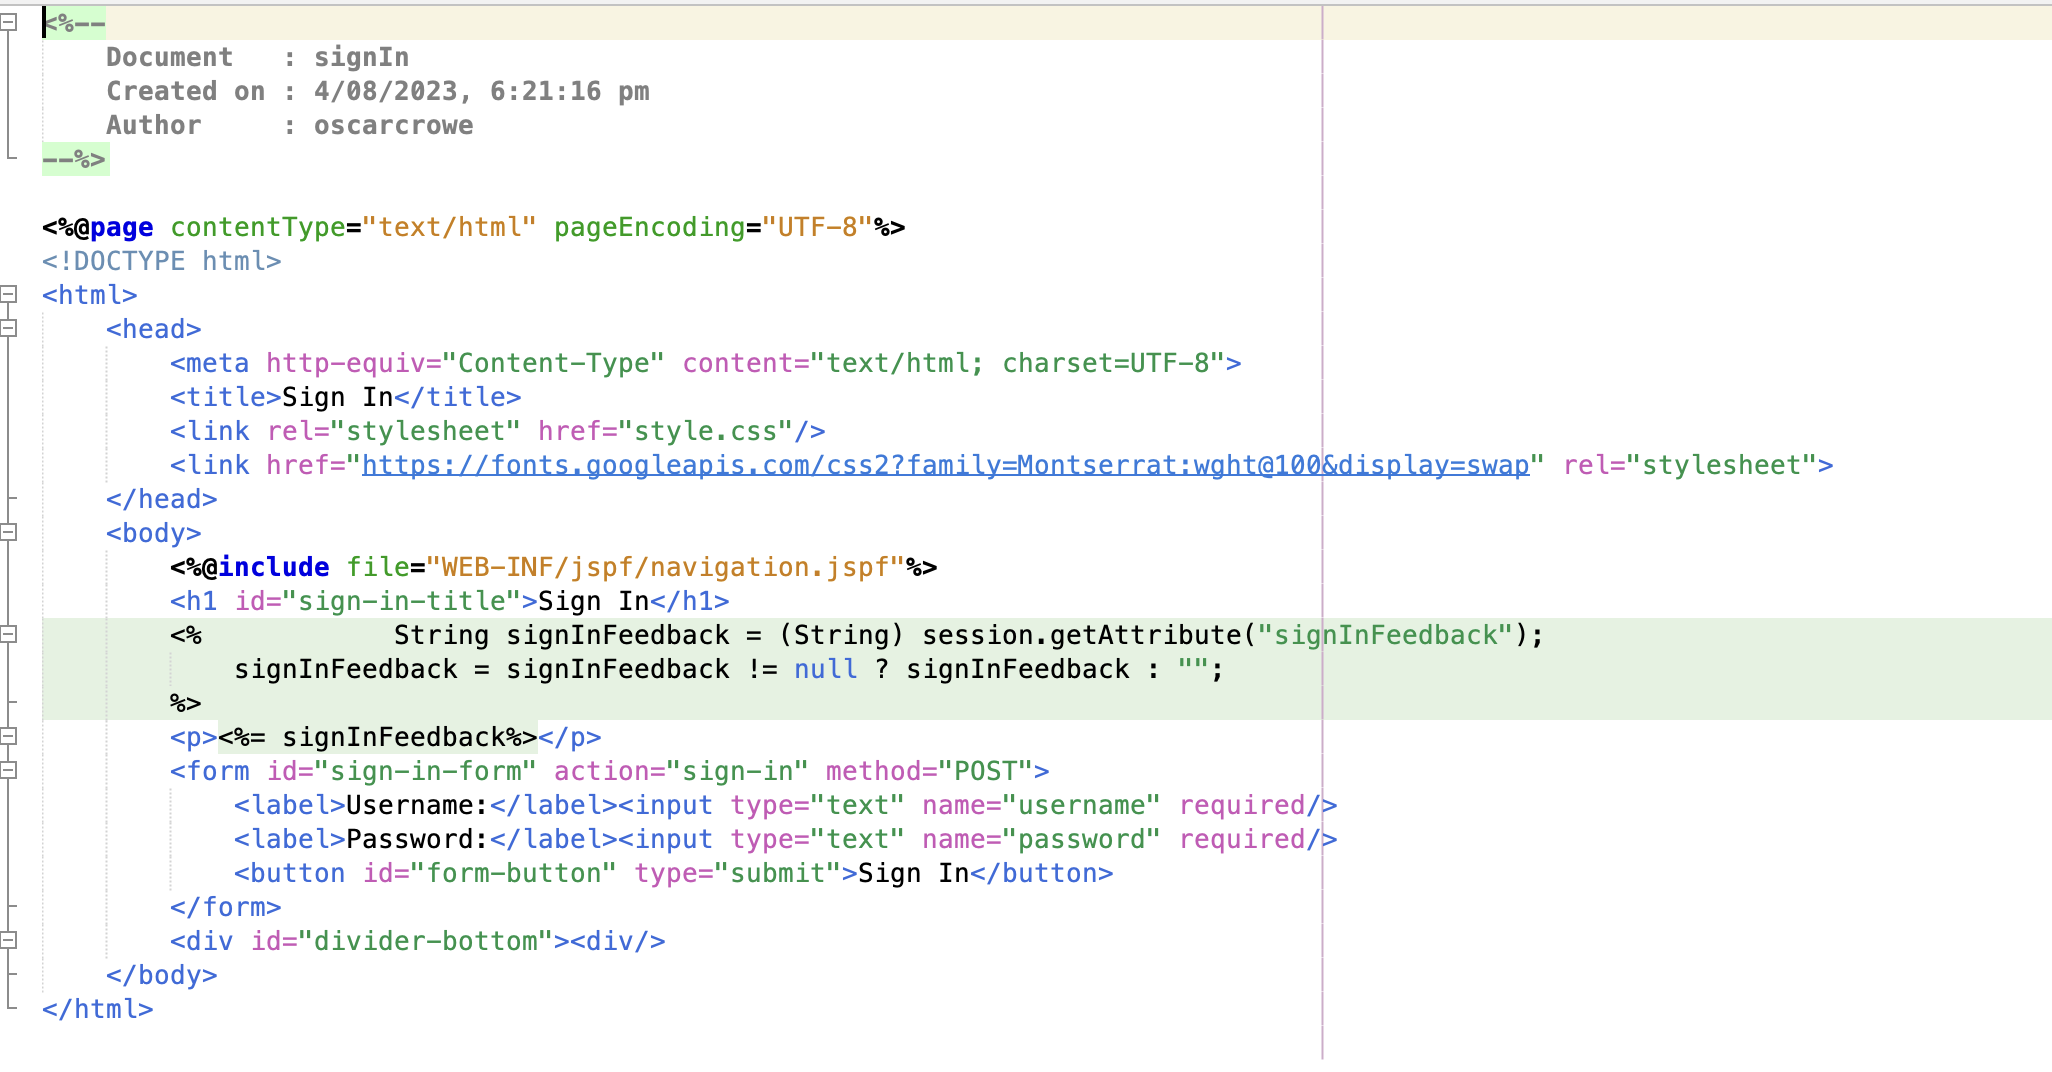 <%--
    Document   : signIn
    Created on : 4/08/2023, 6:21:16 pm
    Author     : oscarcrowe
--%>

<%@page contentType="text/html" pageEncoding="UTF-8"%>
<!DOCTYPE html>
<html>
    <head>
        <meta http-equiv="Content-Type" content="text/html; charset=UTF-8">
        <title>Sign In</title>
        <link rel="stylesheet" href="style.css"/>
        <link href="https://fonts.googleapis.com/css2?family=Montserrat:wght@100&display=swap" rel="stylesheet">
    </head>
    <body>
        <%@include file="WEB-INF/jspf/navigation.jspf"%>
        <h1 id="sign-in-title">Sign In</h1>
        <%            String signInFeedback = (String) session.getAttribute("signInFeedback");
            signInFeedback = signInFeedback != null ? signInFeedback : "";
        %>
        <p><%= signInFeedback%></p>
        <form id="sign-in-form" action="sign-in" method="POST">
            <label>Username:</label><input type="text" name="username" required/>
            <label>Password:</label><input type="text" name="password" required/>
            <button id="form-button" type="submit">Sign In</button>
        </form>
        <div id="divider-bottom"><div/>
    </body>
</html>